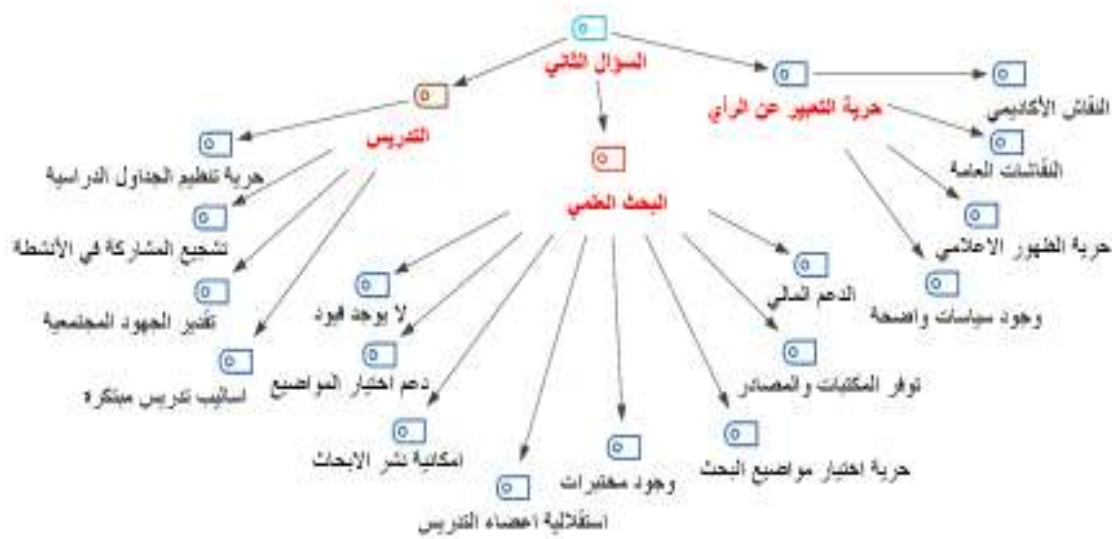 السؤال الثاني
حرية التعبير عن الرأي
النقاش الأكاديمي
النقاشات العامة
حرية الظهور الاعلامي
وجود سياسات واضحة
البحث العلمي
الدعم المالي
توفر المكتبات والمصادر
حرية اختيار مواضيع البحث
وجود مختبرات
استقلالية اعضاء التدريس
امكانية نشر الابحاث
دعم اختيار المواضيع
لا يوجد قيود
التدريس
حرية تنظيم الجداول الدراسية
تشجيع المشاركة في الأنشطة
تقدير الجهود المجتمعية
اساليب تدريس مبتكرة